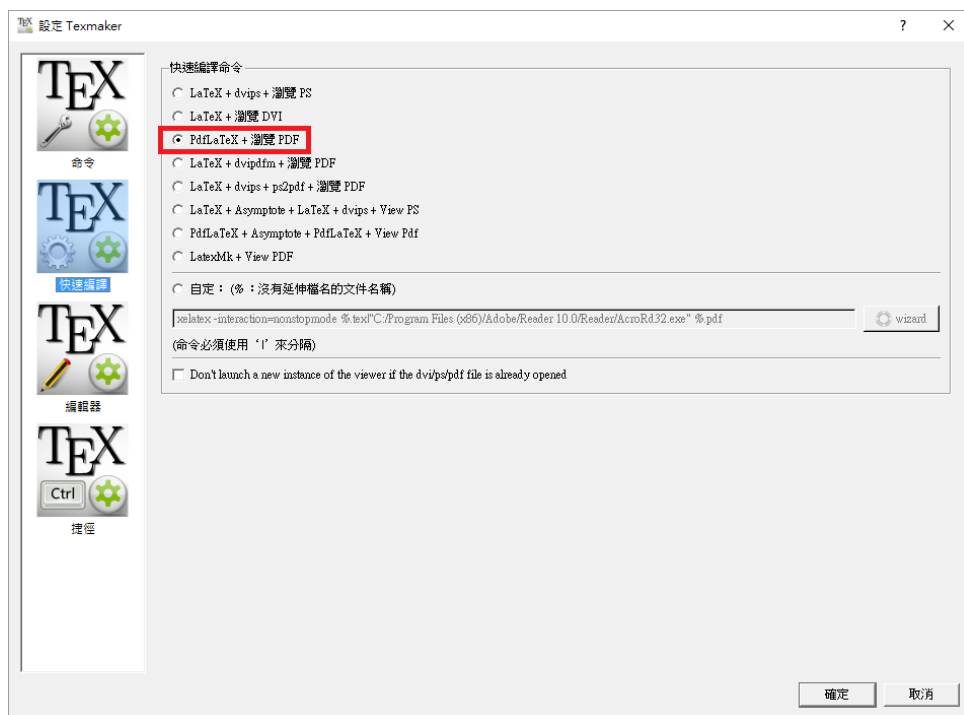 設定 Texmaker
TEX
命令
TEX
快速編譯
TEX
編輯器
TEX
Ctrl
捷徑
快速編譯命令
LaTeX + dvips + 瀏覽 PS
LaTeX + 瀏覽 DVI
PdfLaTeX + 瀏覽 PDF
LaTeX + dvipdfm + 瀏覽 PDF
LaTeX + dvips + ps2pdf + 瀏覽 PDF
LaTeX + Asymptote + LaTeX + dvips + View PS
PdfLaTeX + Asymptote + PdfLaTeX + View Pdf
LatexMk + View PDF
自定：(% ：沒有延伸檔名的文件名稱)
xelatex -interaction=nonstopmode %.tex|"C:/Program Files (x86)/Adobe/Reader 10.0/Reader/AcroRd32.exe" %.pdf
wizard
(命令必須使用‘|’來分隔)
Don't launch a new instance of the viewer if the dvi/ps/pdf file is already opened
確定
取消